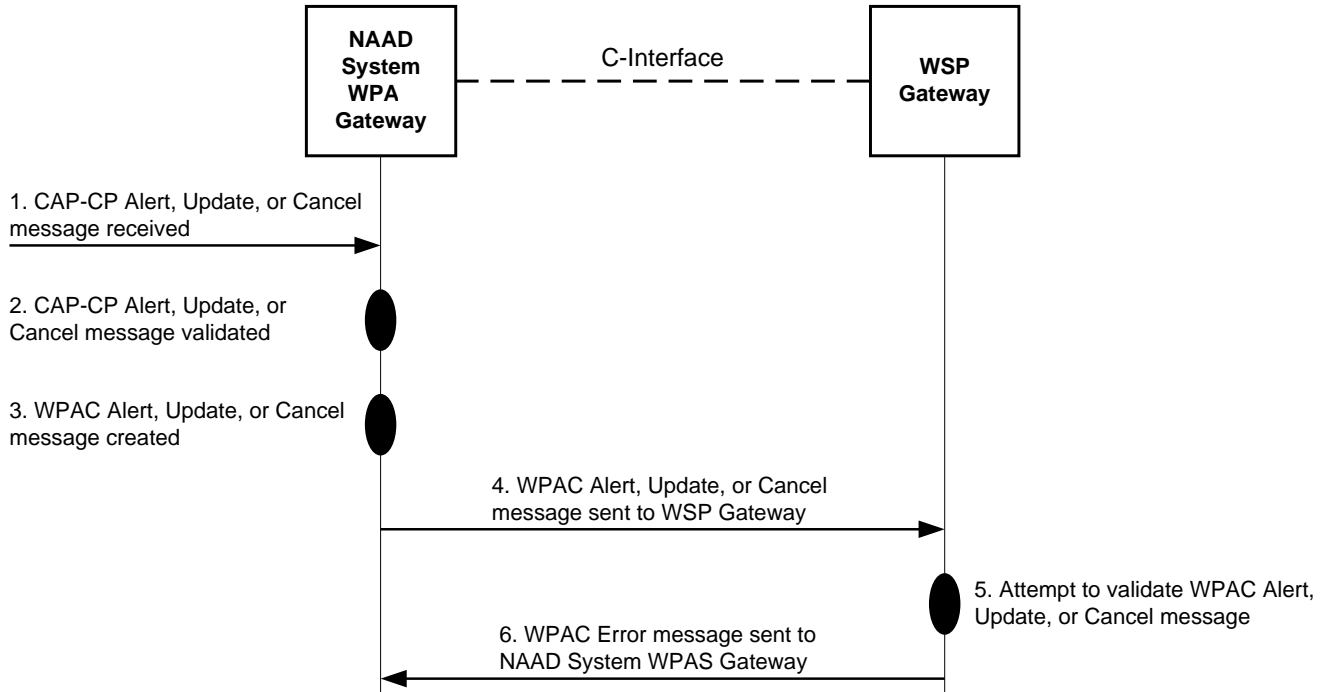 NAAD
System
WPA
Gateway
C-Interface
WSP
Gateway
1. CAP-CP Alert, Update, or Cancel
message received
2. CAP-CP Alert, Update, or
Cancel message validated
3. WPAC Alert, Update, or Cancel
message created
4. WPAC Alert, Update, or Cancel
message sent to WSP Gateway
5. Attempt to validate WPAC Alert,
Update, or Cancel message
6. WPAC Error message sent to
NAAD System WPAS Gateway